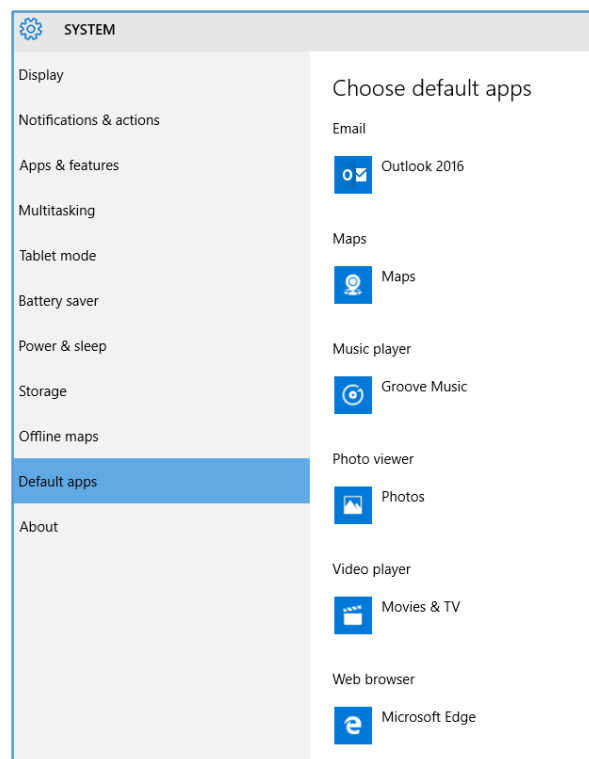 SYSTEM
Display
Notifications & actions
Apps & features
Multitasking
Tablet mode
Battery saver
Power & sleep
Storage
Offline maps
Default apps
About
Choose default apps
Email
Outlook 2016
Maps
Maps
Music player
Groove Music
Photo viewer
Photos
Video player
Movies & TV
Web browser
Microsoft Edge